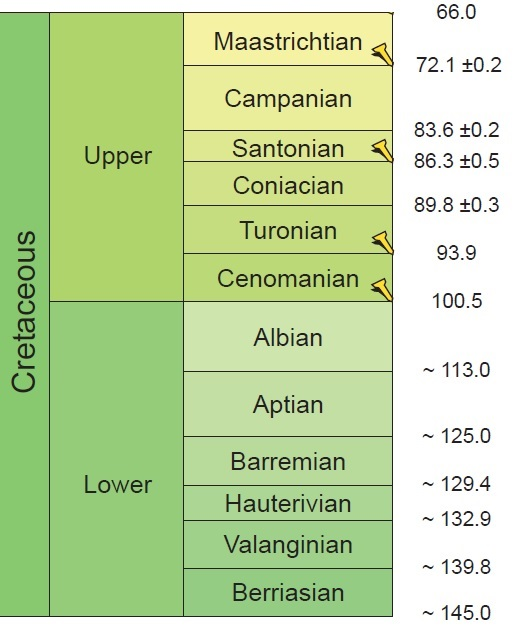 66.0
Maastrichtian
72.1 ±0.2
Campanian
83.6 ±0.2
Santonian
86.3 ±0.5
Coniacian
89.8 ±0.3
Turonian
93.9
Cenomanian
100.5
Upper
Albian
~ 113.0
Aptian
~ 125.0
Barremian
~ 129.4
Hauterivian
~ 132.9
Valanginian
~ 139.8
Berriasian
~ 145.0
Lower
Cretaceous